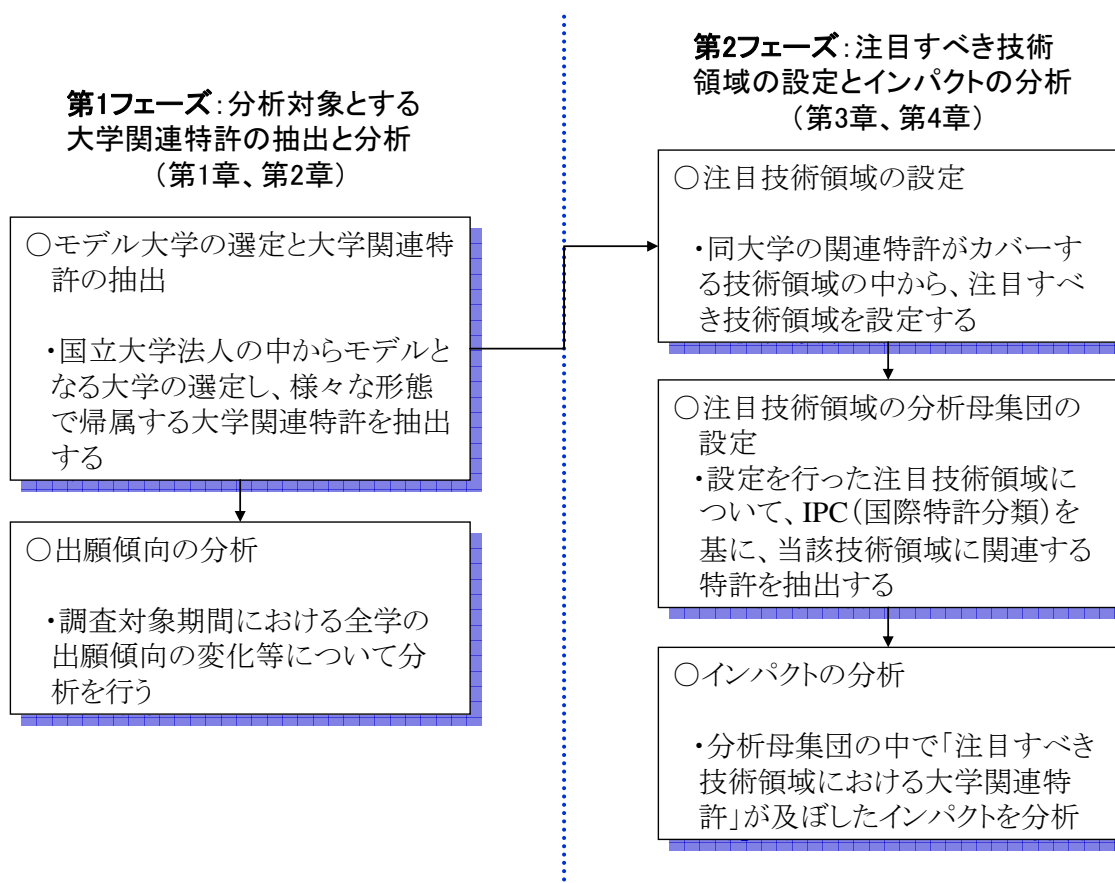 第1フェーズ:分析対象とする
大学関連特許の抽出と分析
(第1章、第2章)
○モデル大学の選定と大学関連特
許の抽出
・国立大学法人の中からモデルと
なる大学の選定し、様々な形態
で帰属する大学関連特許を抽出
する
○出願傾向の分析
・調査対象期間における全学の
出願傾向の変化等について分
析を行う
第2フェーズ:注目すべき技術
領域の設定とインパクトの分析
(第3章、第4章)
○注目技術領域の設定
・同大学の関連特許がカバーす
る技術領域の中から、注目すべ
き技術領域を設定する
○注目技術領域の分析母集団の
設定
・設定を行った注目技術領域に
ついて、IPC(国際特許分類)を
基に、当該技術領域に関連する
特許を抽出する
○インパクトの分析
・分析母集団の中で「注目すべき
技術領域における大学関連特
許」が及ぼしたインパクトを分析